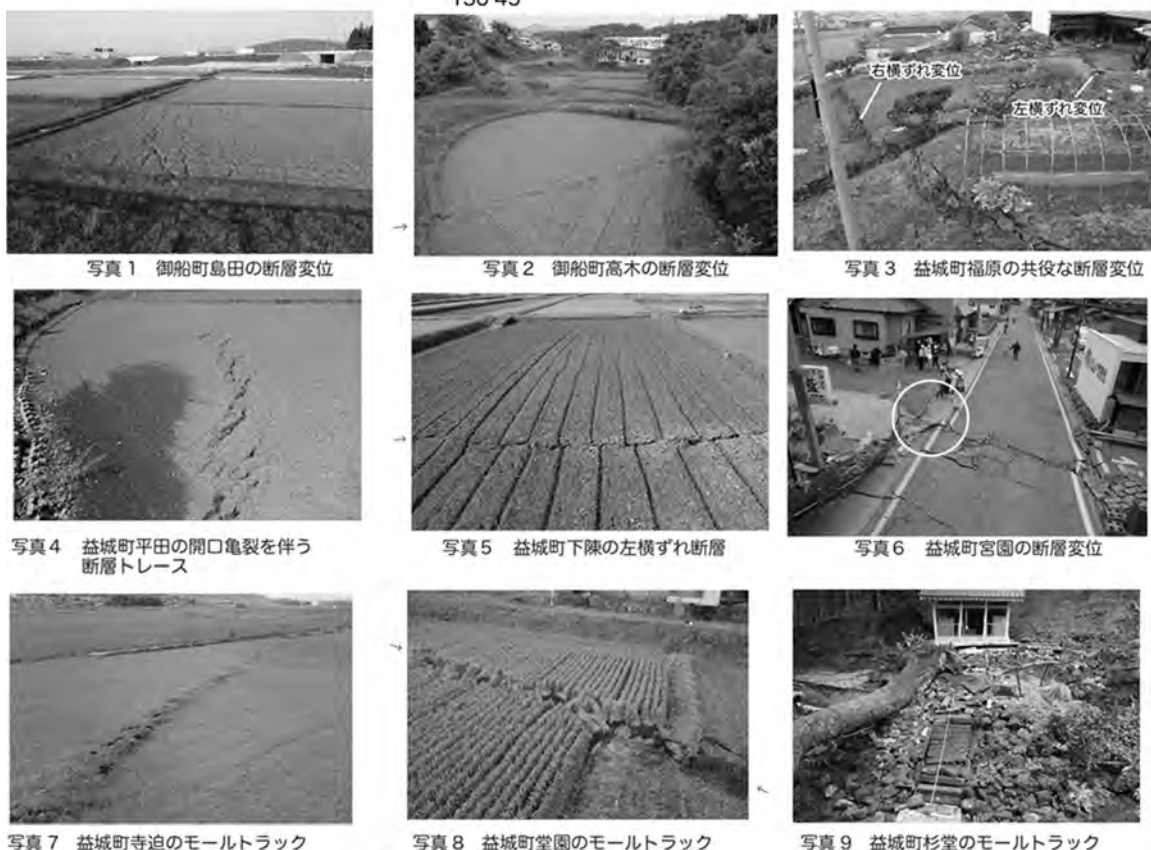 130°45'
右横ずれ変位
左横ずれ変位
写真1 御船町島田の断層変位
写真2 御船町高木の断層変位
写真3 益城町福原の共役な断層変位
写真4 益城町平田の開口亀裂を伴う
断層トレース
写真5 益城町下陳の左横ずれ断層
写真6 益城町宮園の断層変位
写真7 益城町寺迫のモールトラック
写真8 益城町堂園のモールトラック
写真9 益城町杉堂のモールトラック